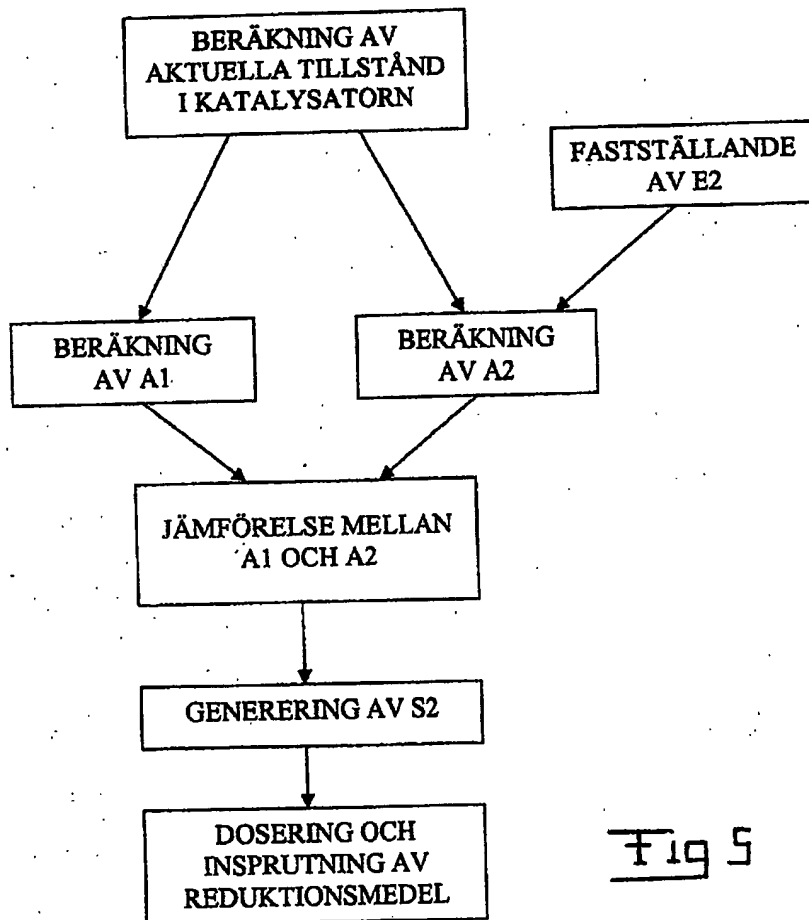 BERÄKNING AV
AKTUELLA TILLSTÅND
I KATALYSATORN
FASTSTÄLLANDE
AV E2
BERÄKNING
AV A1
BERÄKNING
AV A2
JÄMFÖRELSE MELLAN
A1 OCH A2
GENERERING AV S2
DOSERING OCH
INSPRUTNING AV
REDUKTIONSMEDEL
Fig 5